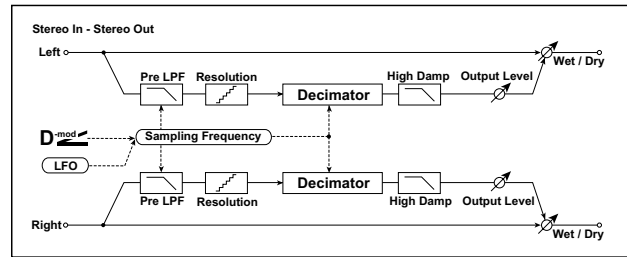 Stereo In - Stereo Out
Left
Wet / Dry
Pre LPF
Resolution
Decimator
High Damp
Output Level
D-mod
Sampling Frequency
LFO
Pre LPF
Resolution
Decimator
High Damp
Output Level
Right
Wet / Dry